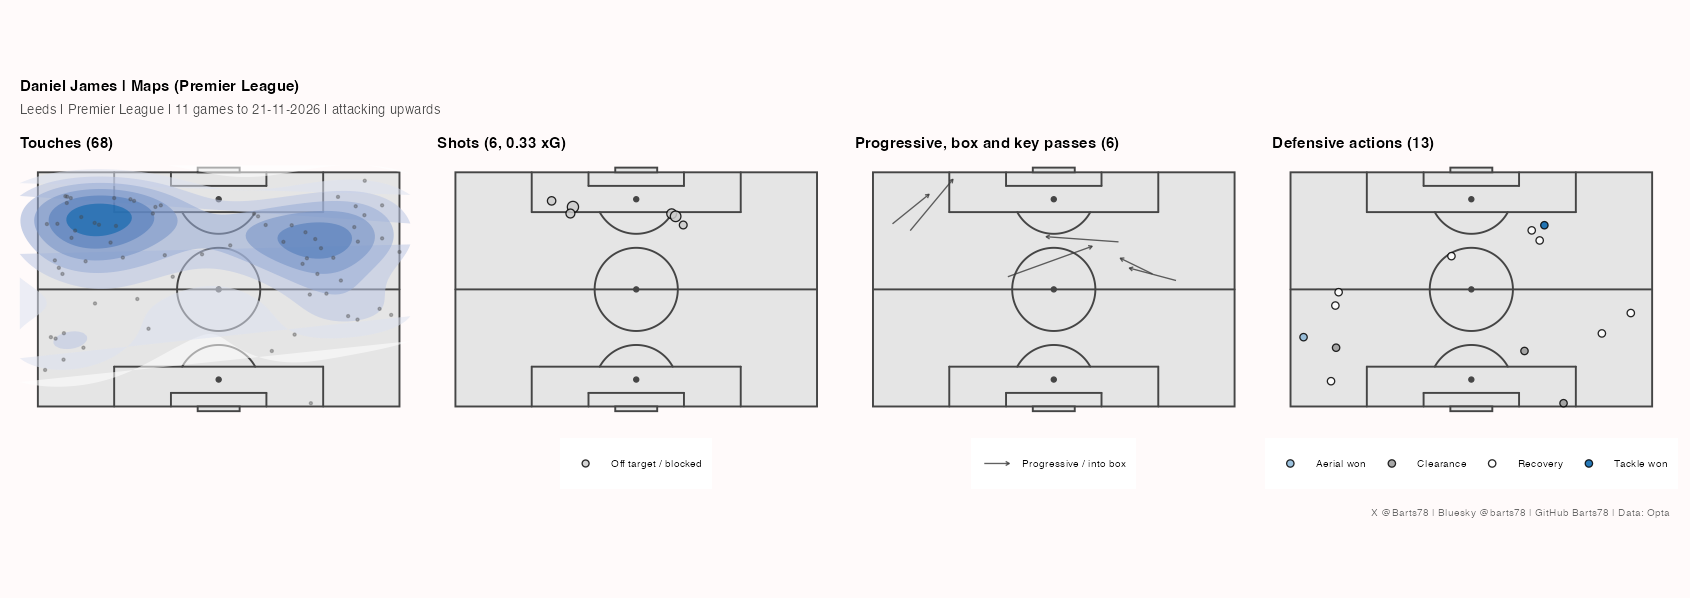 Daniel James | Maps (Premier League)
Leeds | Premier League | 11 games to 21-11-2026 | attacking upwards
Touches (68)
Shots (6, 0.33 xG)
Progressive, box and key passes (6)
Defensive actions (13)
Off target / blocked
Progressive / into box
Aerial won
Clearance
Recovery
Tackle won
X @Barts78 | Bluesky @barts78 | GitHub Barts78 | Data: Opta